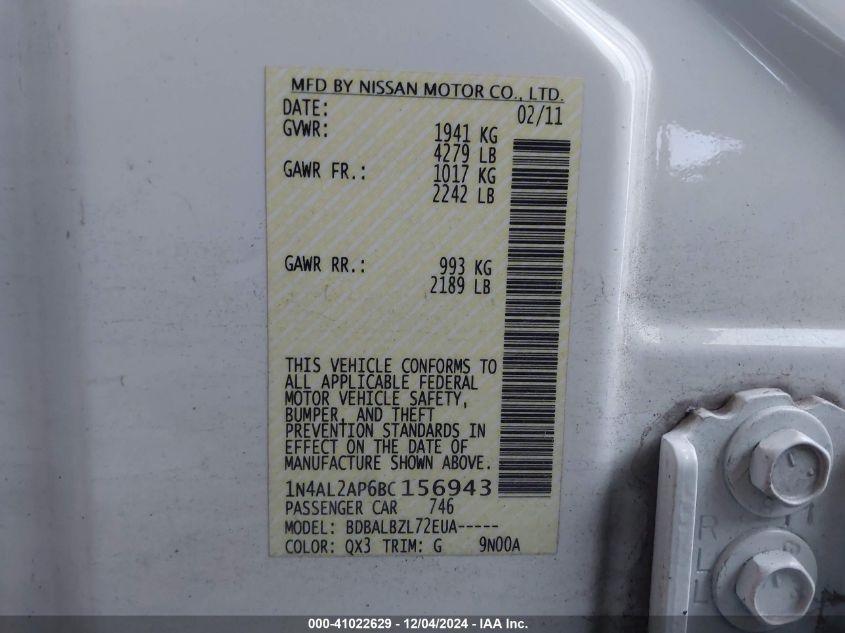 MFD BY NISSAN MOTOR CO., LTD.
DATE: 02/11
GVWR: 1941 KG
4279 LB
GAWR FR.: 1017 KG
2242 LB
GAWR RR.: 993 KG
2189 LB
THIS VEHICLE CONFORMS TO
ALL APPLICABLE FEDERAL
MOTOR VEHICLE SAFETY,
BUMPER, AND THEFT
PREVENTION STANDARDS IN
EFFECT ON THE DATE OF
MANUFACTURE SHOWN ABOVE.
1N4AL2AP6BC156943
PASSENGER CAR 746
MODEL: BDBALBZL72EUA-----
COLOR: QX3 TRIM: G 9N00A
000-41022629 - 12/04/2024 - IAA Inc.